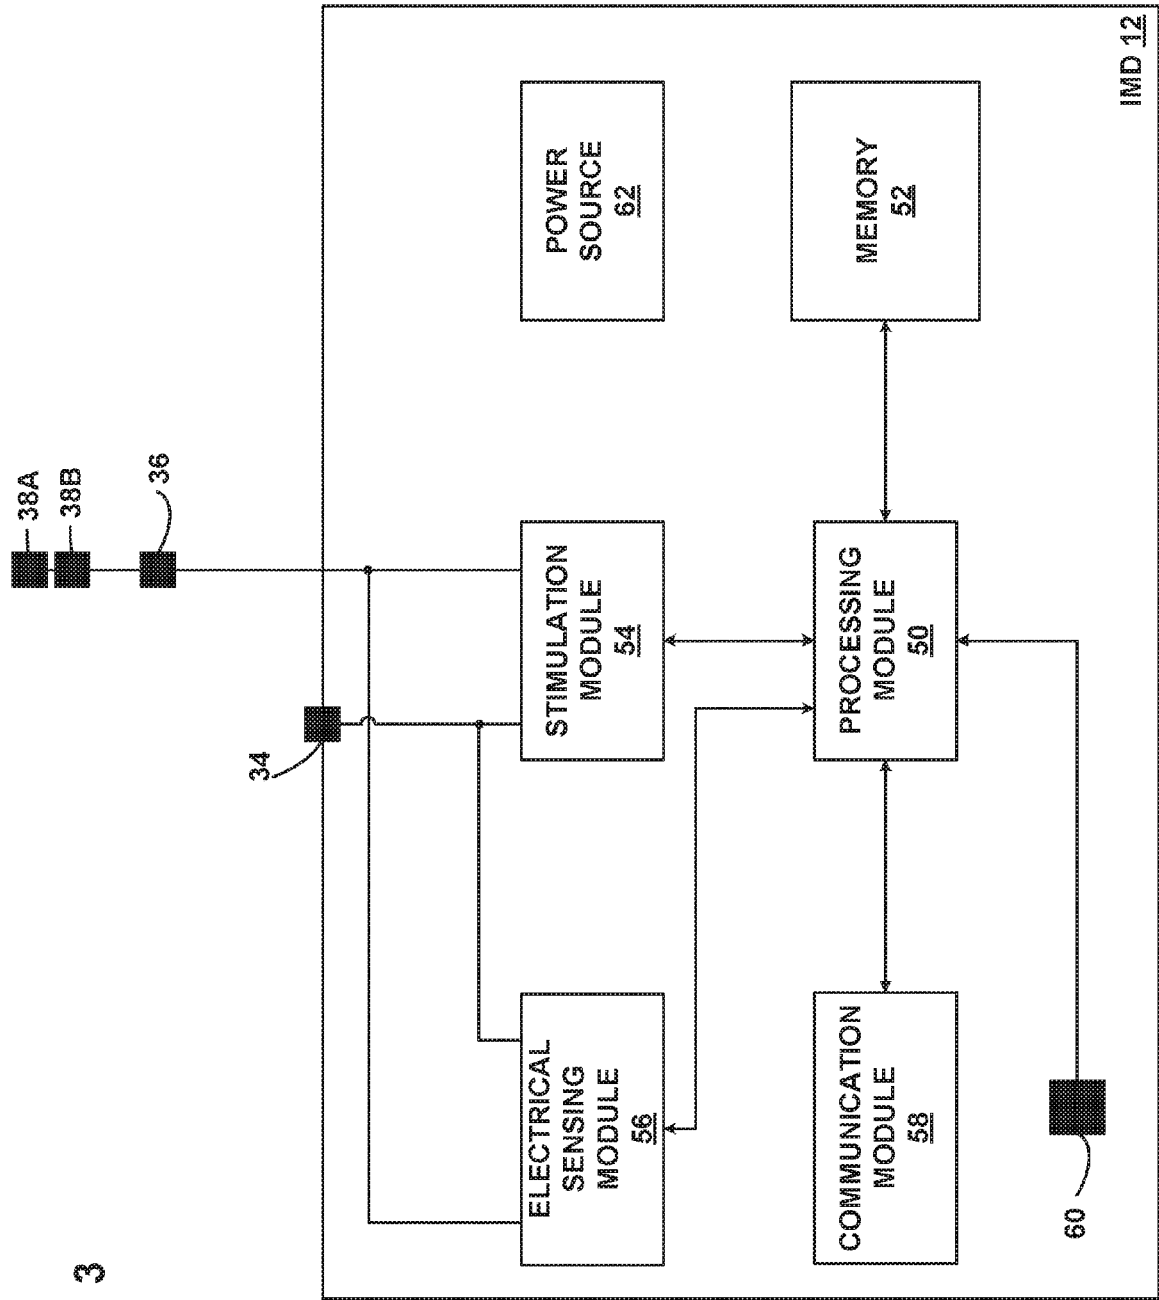 3
38A
38B
36
34
ELECTRICAL
SENSING
MODULE
56
STIMULATION
MODULE
54
POWER
SOURCE
62
COMMUNICATION
MODULE
58
PROCESSING
MODULE
50
MEMORY
52
60
IMD 12